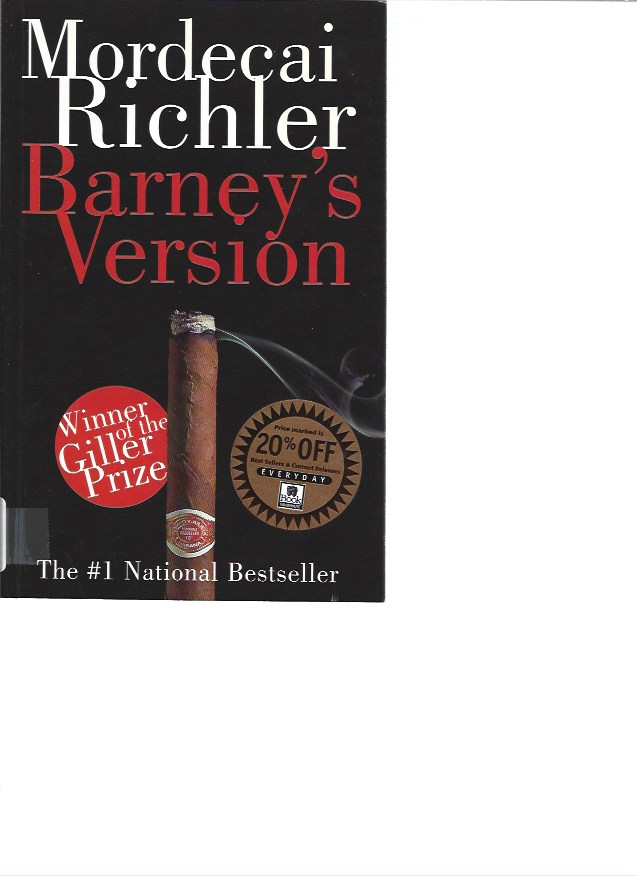 Mordecai
Richler
Barney's
Version
Winner
of the
Giller
Prize
Price marked is
20% OFF
Best Sellers & Current Releases
EVERYDAY
Book
The #1 National Bestseller